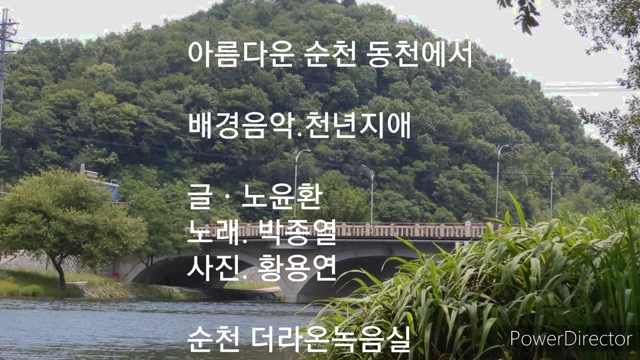 아름다운 순천 동천에서
배경음악.천년지애
글 · 노윤환
노래. 박종열
사진. 황용연
순천 더라온녹음실
PowerDirector